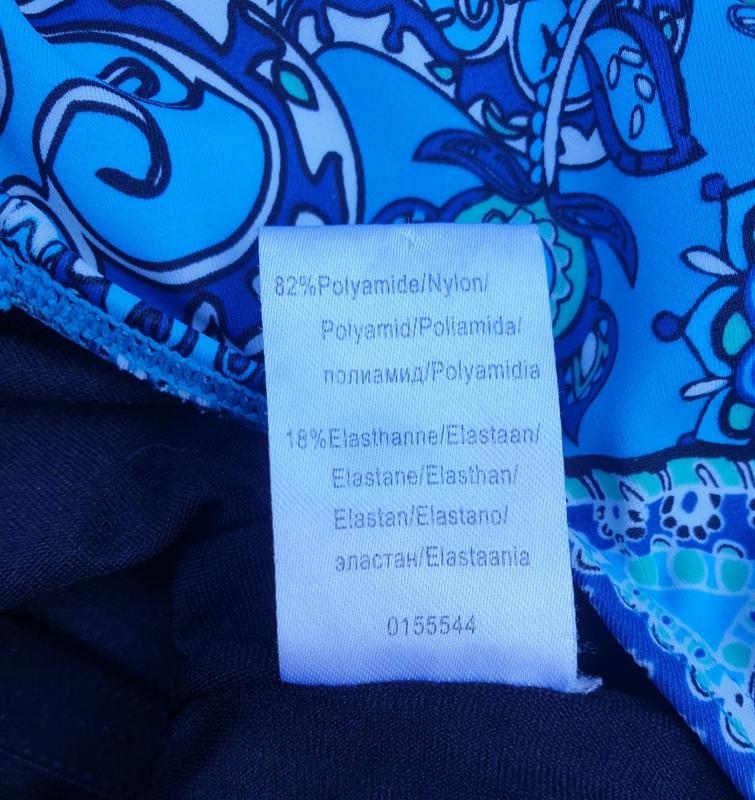 82%Polyamide/Nylon/
Polyamid/Poliamida/
полиамид/Polyamidia
18%Elasthanne/Elastaan/
Elastane/Elasthan/
Elastan/Elastano/
эластан/Elastaania
0155544